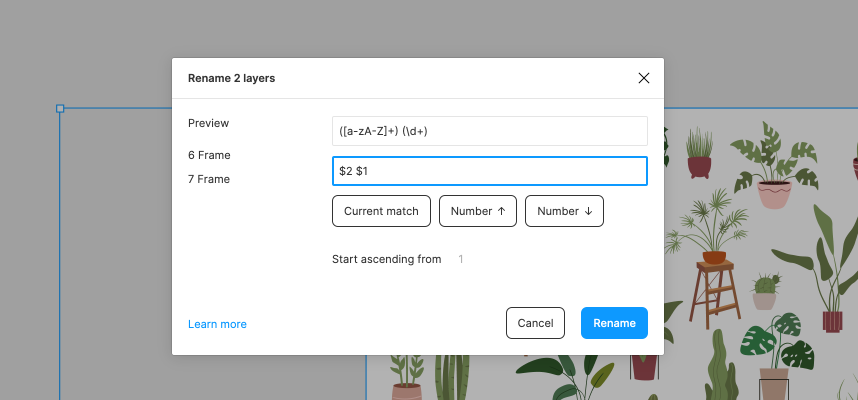 Rename 2 layers
Preview
([a-zA-Z]+) (\d+)
6 Frame
7 Frame
$2 $1
Current match
Number ↑
Number ↓
Start ascending from 1
Learn more
Cancel
Rename